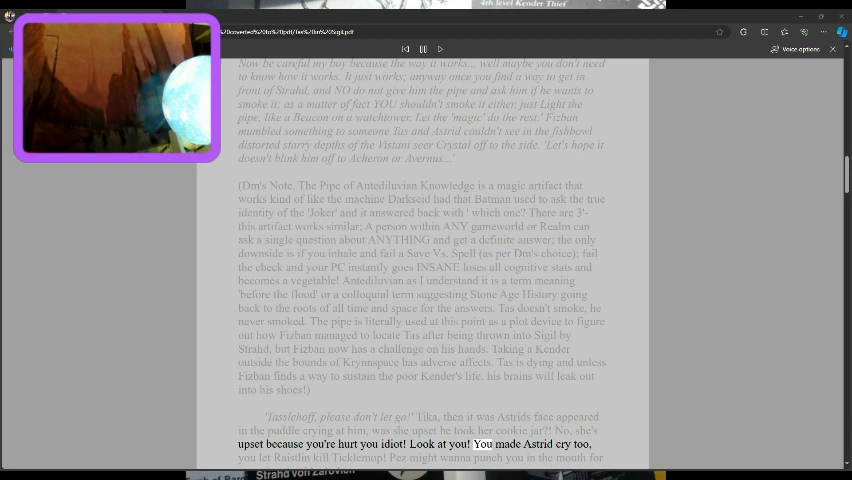 4th level Kender Thief
%20coverted%20to%20pdf/Tas%20in%20Sigil.pdf
Voice options
Now be careful my boy because the way it works... well maybe you don't need
to know how it works. It just works; anyway once you find a way to get in
front of Strahd, and NO do not give him the pipe and ask him if he wants to
smoke it; as a matter of fact YOU shouldn't smoke it either, just Light the
pipe, like a Beacon on a watchtower. Let the 'magic' do the rest.' Fizban
mumbled something to someone Tas and Astrid couldn't see in the fishbowl
distorted starry depths of the Vistani seer Crystal off to the side. 'Let's hope it
doesn't blink him off to Acheron or Avernus...'
(Dm's Note. The Pipe of Antediluvian Knowledge is a magic artifact that
works kind of like the machine Darkseid had that Batman used to ask the true
identity of the 'Joker' and it answered back with ' which one? There are 3'-
this artifact works similar; A person within ANY gameworld or Realm can
ask a single question about ANYTHING and get a definite answer; the only
downside is if you inhale and fail a Save Vs. Spell (as per Dm's choice); fail
the check and your PC instantly goes INSANE loses all cognitive stats and
becomes a vegetable! Antediluvian as I understand it is a term meaning
'before the flood' or a colloquial term suggesting Stone Age History going
back to the roots of all time and space for the answers. Tas doesn't smoke, he
never smoked. The pipe is literally used at this point as a plot device to figure
out how Fizban managed to locate Tas after being thrown into Sigil by
Strahd, but Fizban now has a challenge on his hands. Taking a Kender
outside the bounds of Krynnspace has adverse affects. Tas is dying and unless
Fizban finds a way to sustain the poor Kender's life, his brains will leak out
into his shoes!)
'Tasslehoff, please don't let go!' Tika, then it was Astrids face appeared
in the puddle crying at him, was she upset he took her cookie jar?! No, she's
upset because you're hurt you idiot! Look at you! You made Astrid cry too,
you let Raistlin kill Ticklemop! Pez might wanna punch you in the mouth for
Strahd von Zarovich